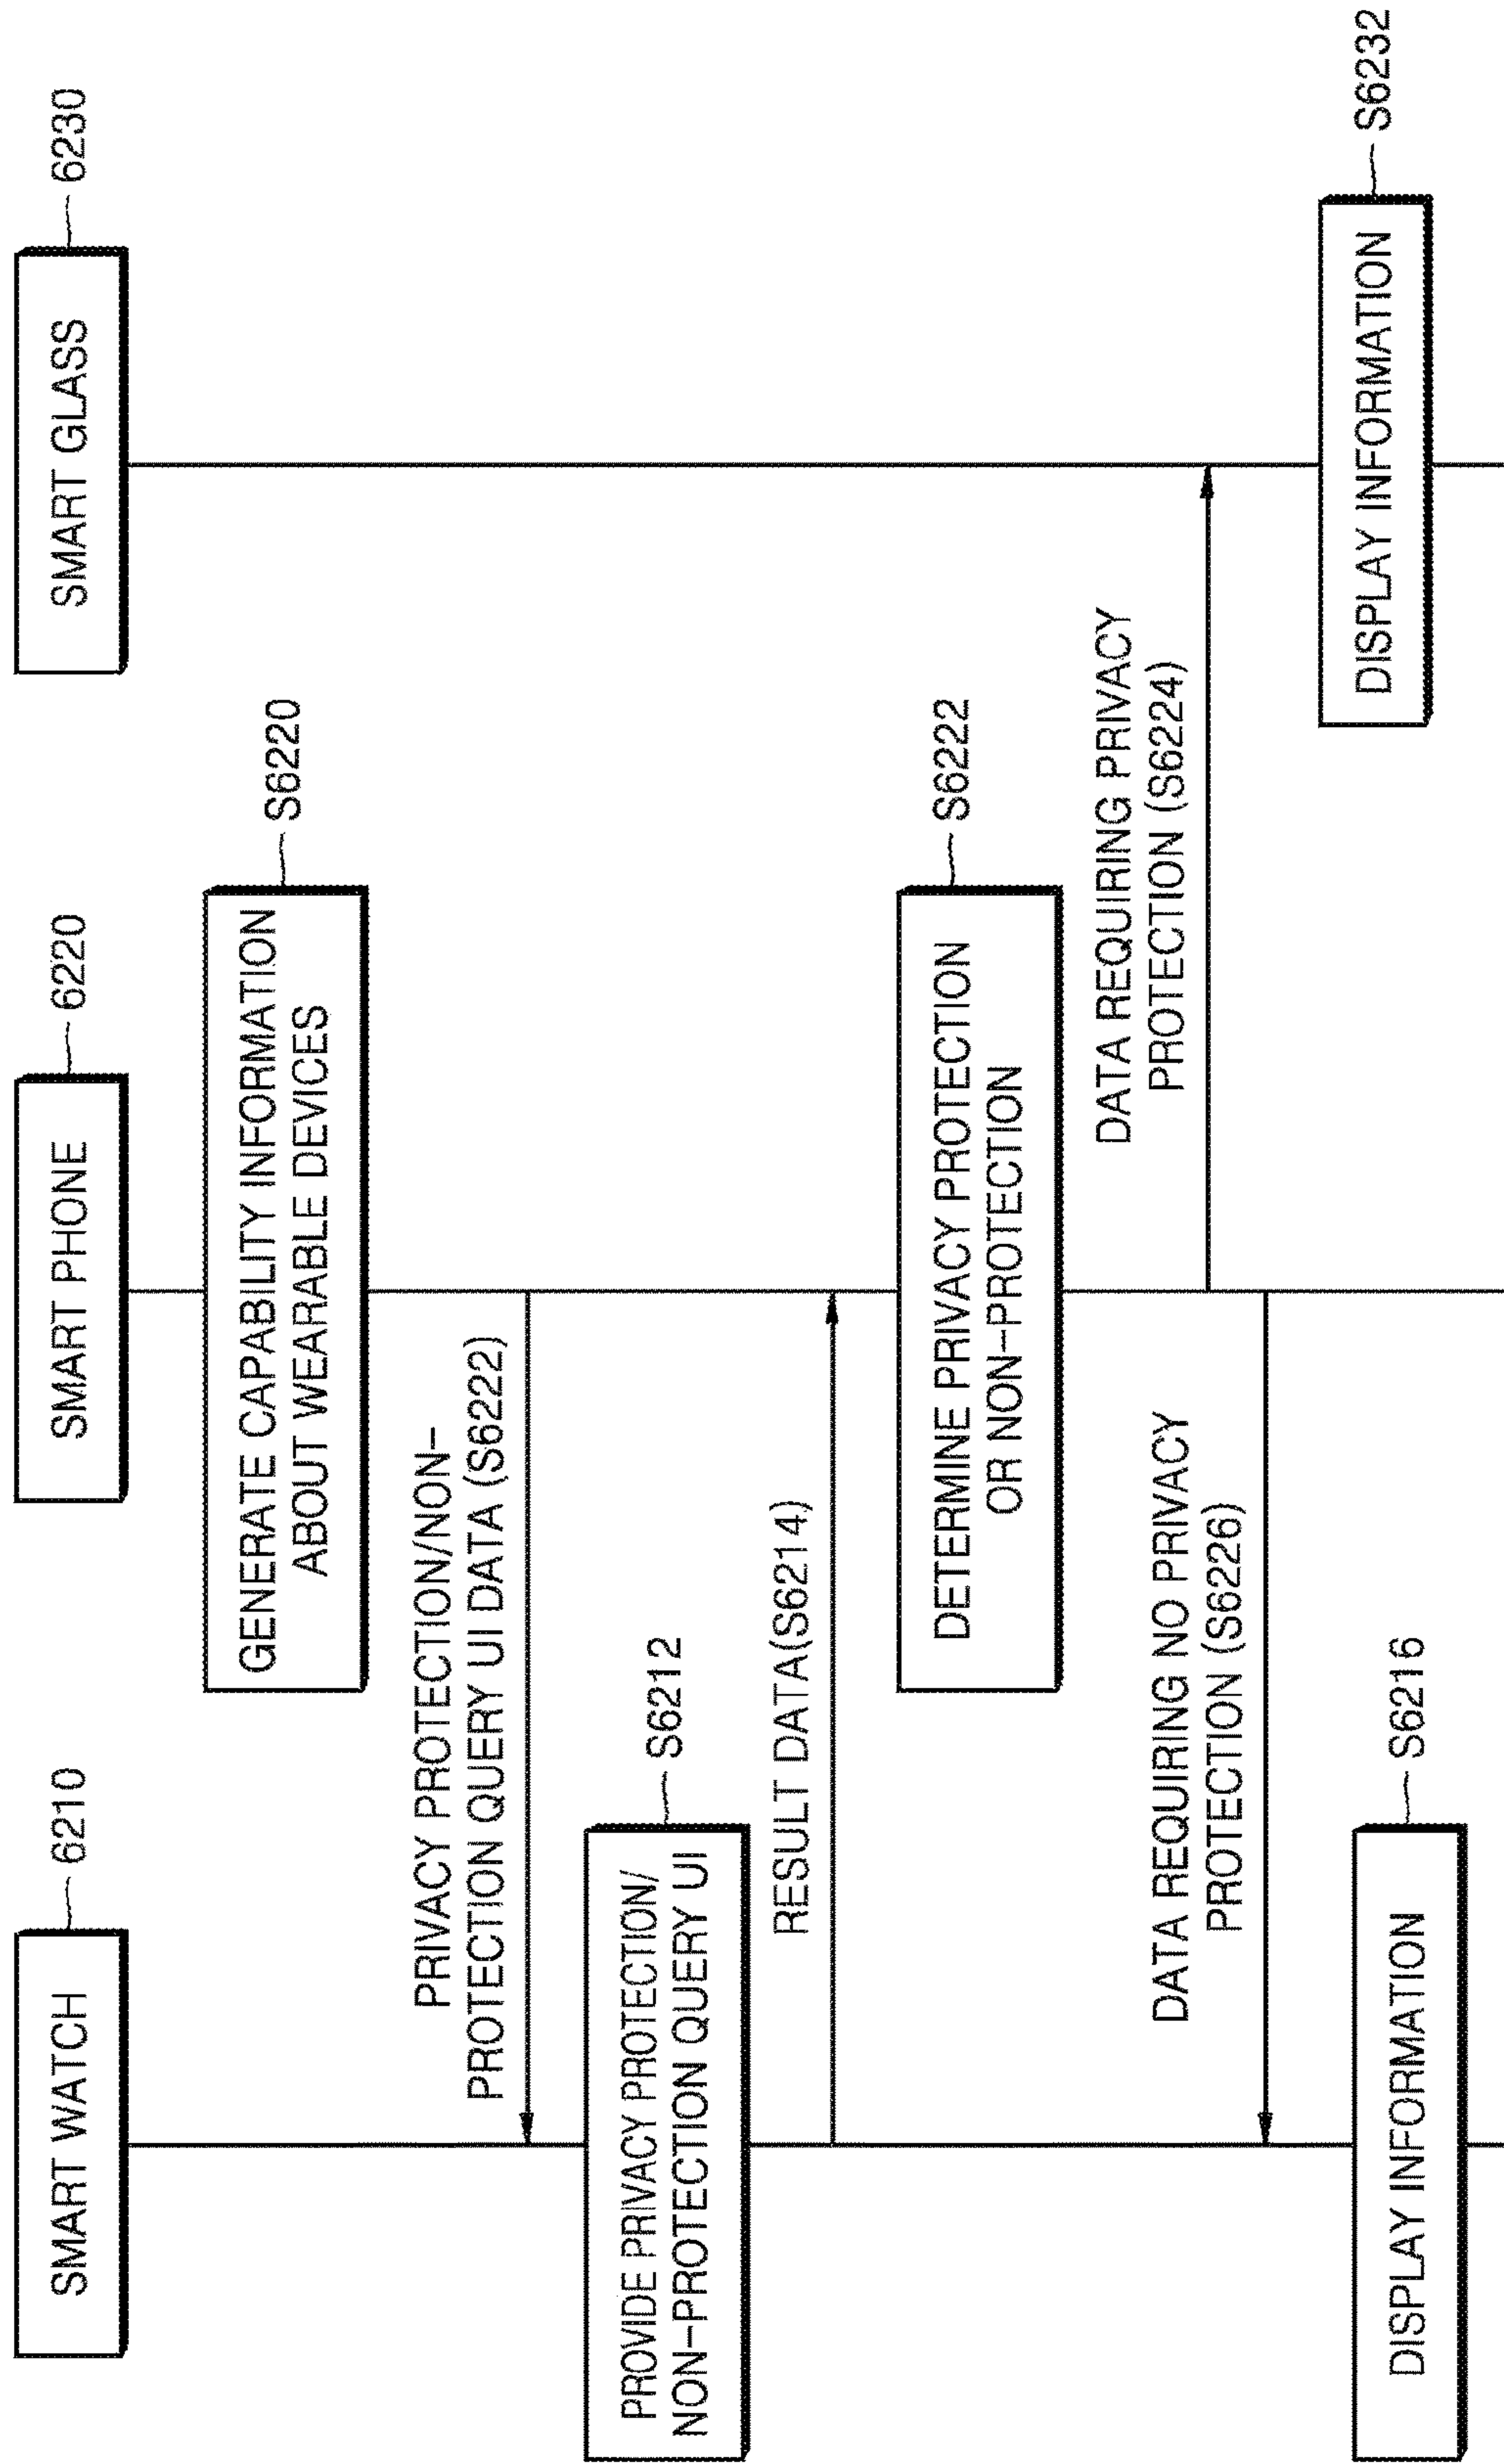 SMART WATCH
6210
SMART PHONE
6220
SMART GLASS
6230
GENERATE CAPABILITY INFORMATION
ABOUT WEARABLE DEVICES
S6220
PRIVACY PROTECTION/NON-
PROTECTION QUERY UI DATA (S6222)
PROVIDE PRIVACY PROTECTION/
NON-PROTECTION QUERY UI
S6212
RESULT DATA(S6214)
DETERMINE PRIVACY PROTECTION
OR NON-PROTECTION
S6222
DATA REQUIRING PRIVACY
PROTECTION (S6224)
DATA REQUIRING NO PRIVACY
PROTECTION (S6226)
DISPLAY INFORMATION
S6232
DISPLAY INFORMATION
S6216